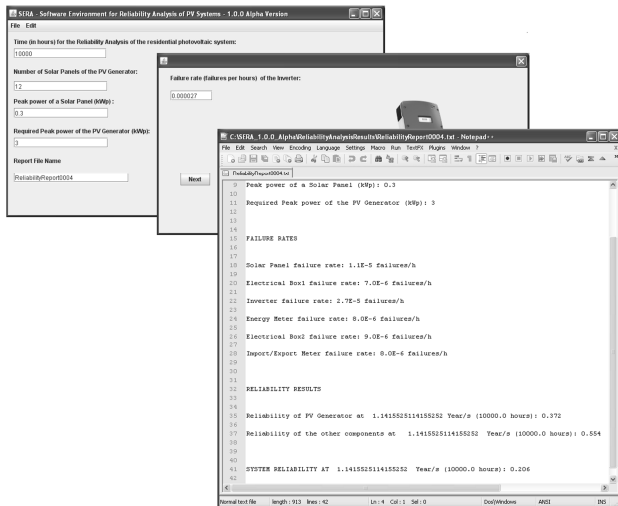 SERA - Software Environment for Reliability Analysis of PV Systems - 1.0.0 Alpha Version
File Edit
Time (in hours) for the Reliability Analysis of the residential photovoltaic system:
10000
Number of Solar Panels of the PV Generator:
12
Peak power of a Solar Panel (kWp) :
0.3
Required Peak power of the PV Generator (kWp):
3
Report File Name
ReliabilityReport0004
Failure rate (failures per hours) of the Inverter:
0.000027
Next
C:\SERA_1.0.0_Alpha\ReliabilityAnalysisResults\ReliabilityReport0004.txt - Notepad++
File Edit Search View Encoding Language Settings Macro Run TextFX Plugins Window ? X
ReliabilityReport0004.txt
9 Peak power of a Solar Panel (kWp): 0.3
10
11 Required Peak power of the PV Generator (kWp): 3
12
13
14
15 FAILURE RATES
16
17
18 Solar Panel failure rate: 1.1E-5 failures/h
19
20 Electrical Box1 failure rate: 7.0E-6 failures/h
21
22 Inverter failure rate: 2.7E-5 failures/h
23
24 Energy Meter failure rate: 8.0E-6 failures/h
25
26 Electrical Box2 failure rate: 9.0E-6 failures/h
27
28 Import/Export Meter failure rate: 8.0E-6 failures/h
29
30
31
32 RELIABILITY RESULTS
33
34
35 Reliability of PV Generator at 1.1415525114155252 Year/s (10000.0 hours): 0.372
36
37 Reliability of the other components at 1.1415525114155252 Year/s (10000.0 hours): 0.554
38
39
40
41 SYSTEM RELIABILITY AT 1.1415525114155252 Year/s (10000.0 hours): 0.206
42
Normal text file length : 913 lines : 42 Ln : 4 Col : 1 Sel : 0 Dos\Windows ANSI INS